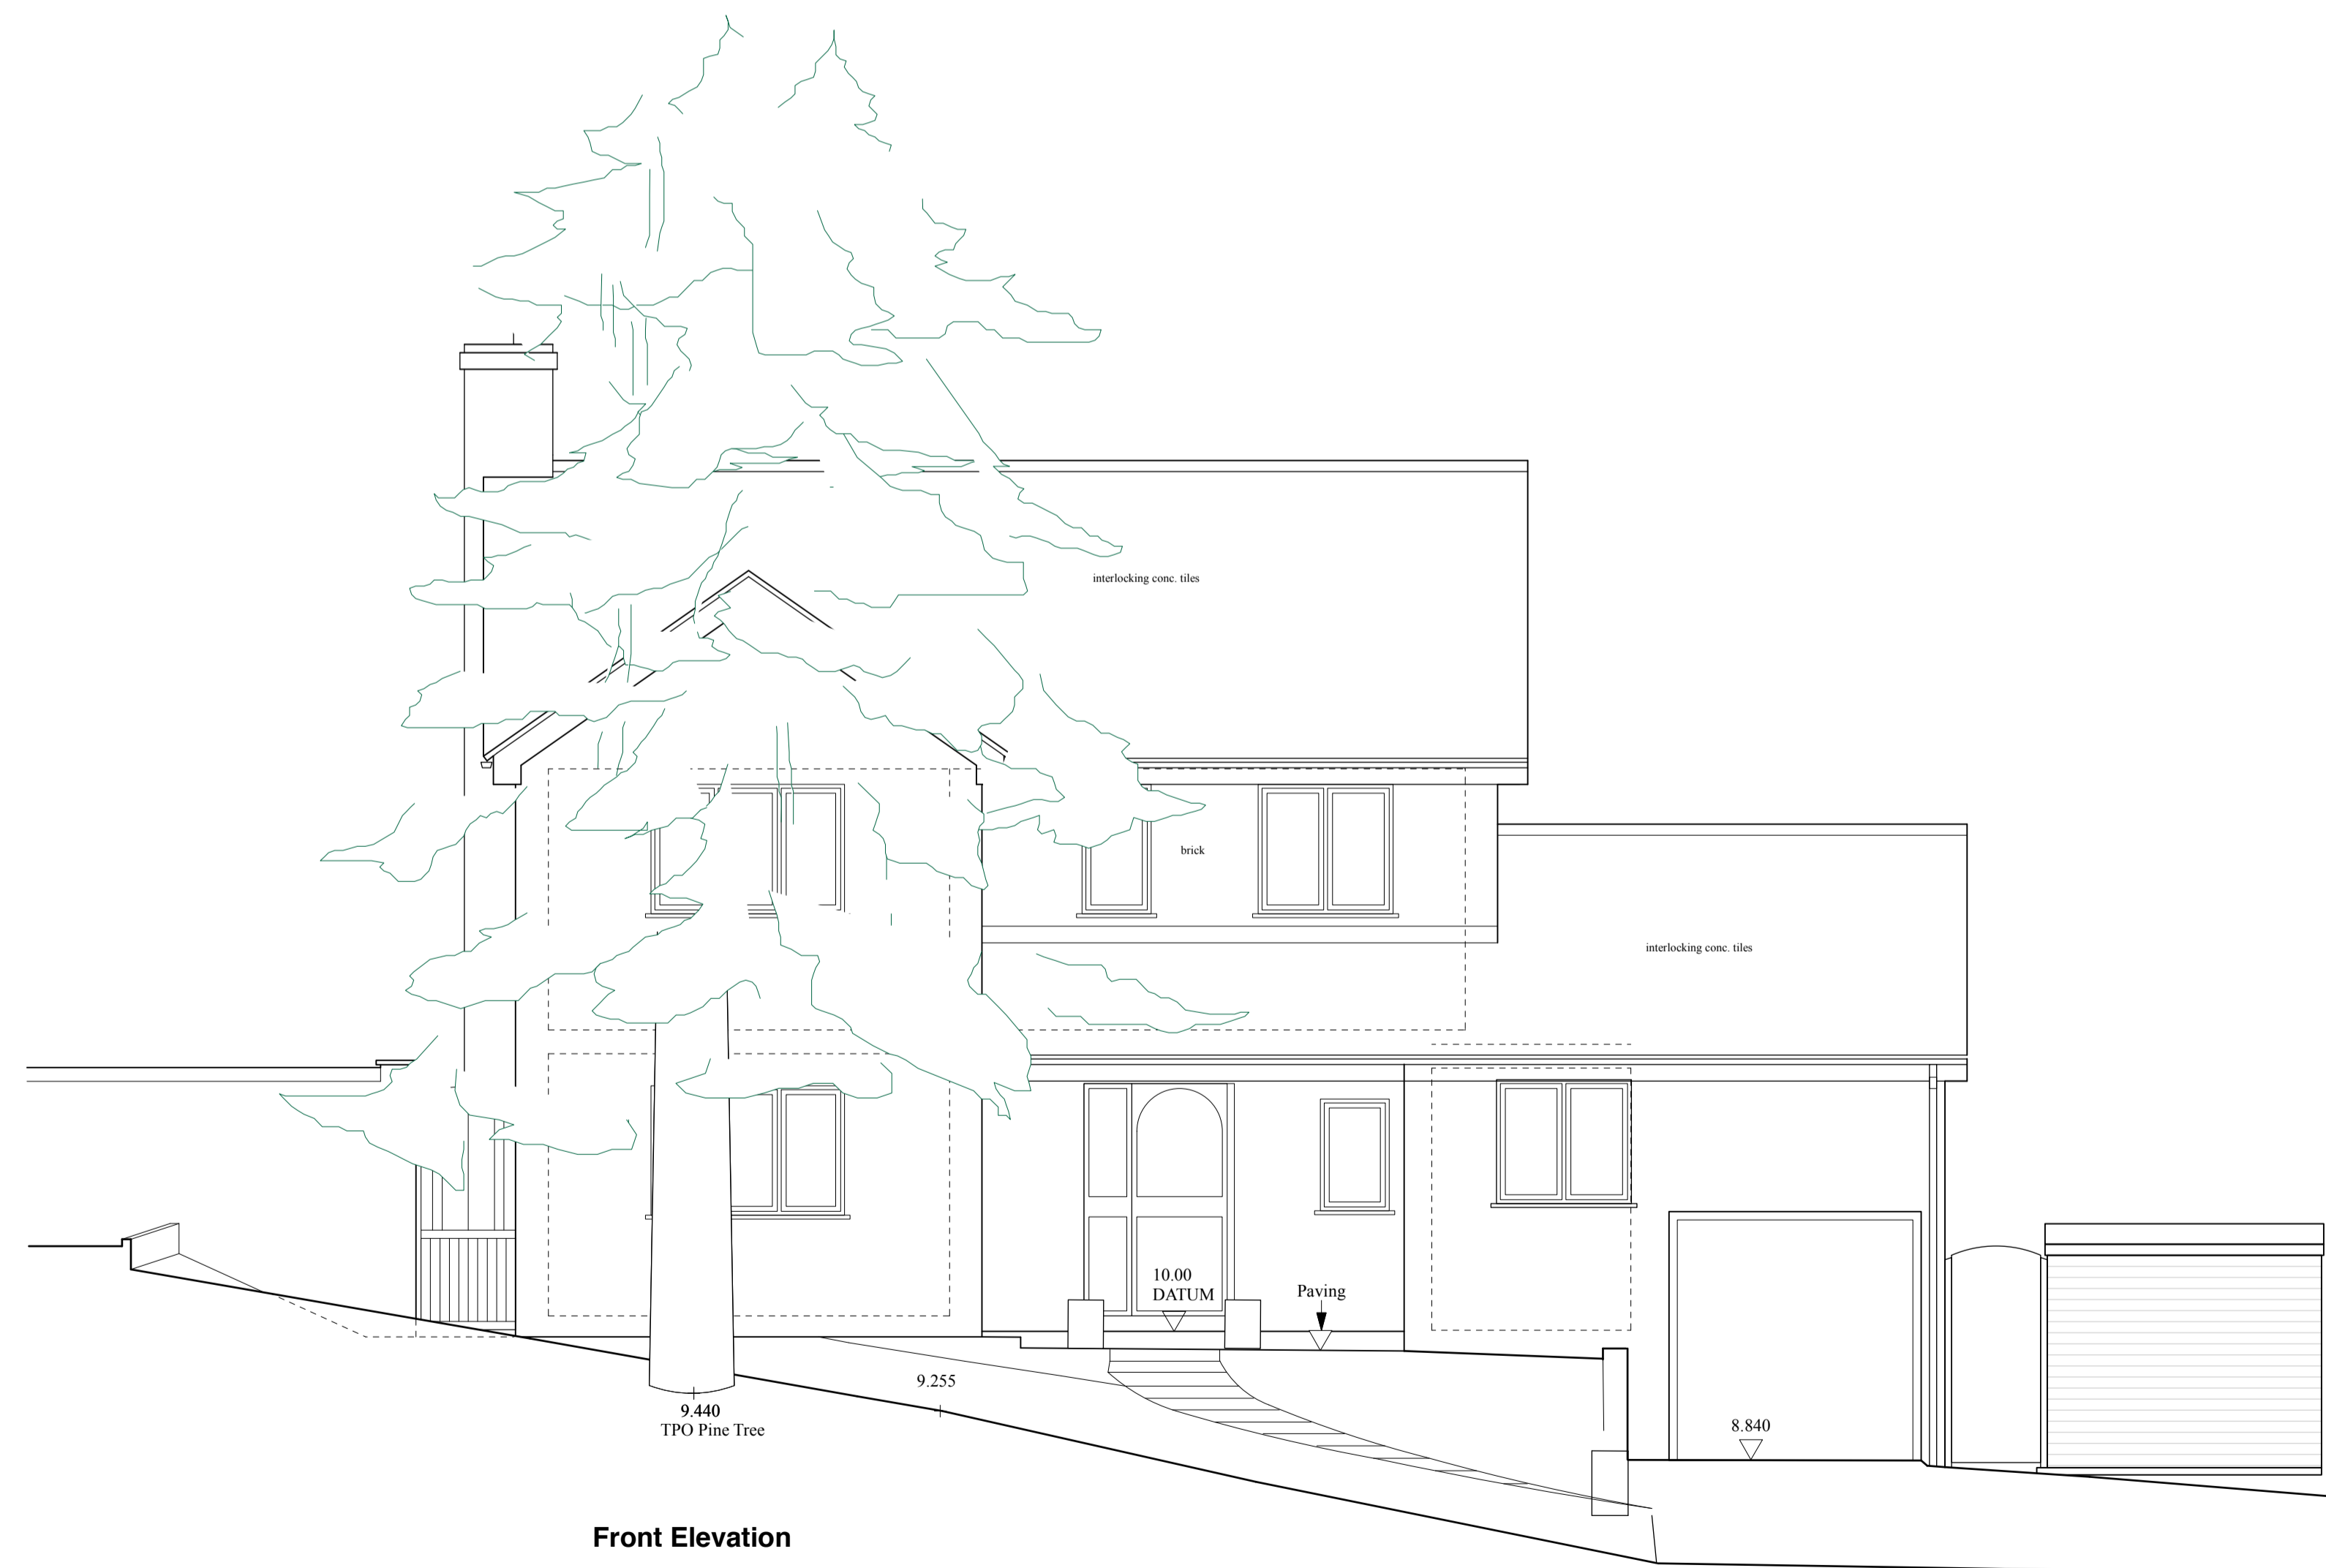 interlocking conc. tiles
brick
interlocking conc. tiles
10.00
DATUM
Paving
9.255
9.440
TPO Pine Tree
8.840
Front Elevation